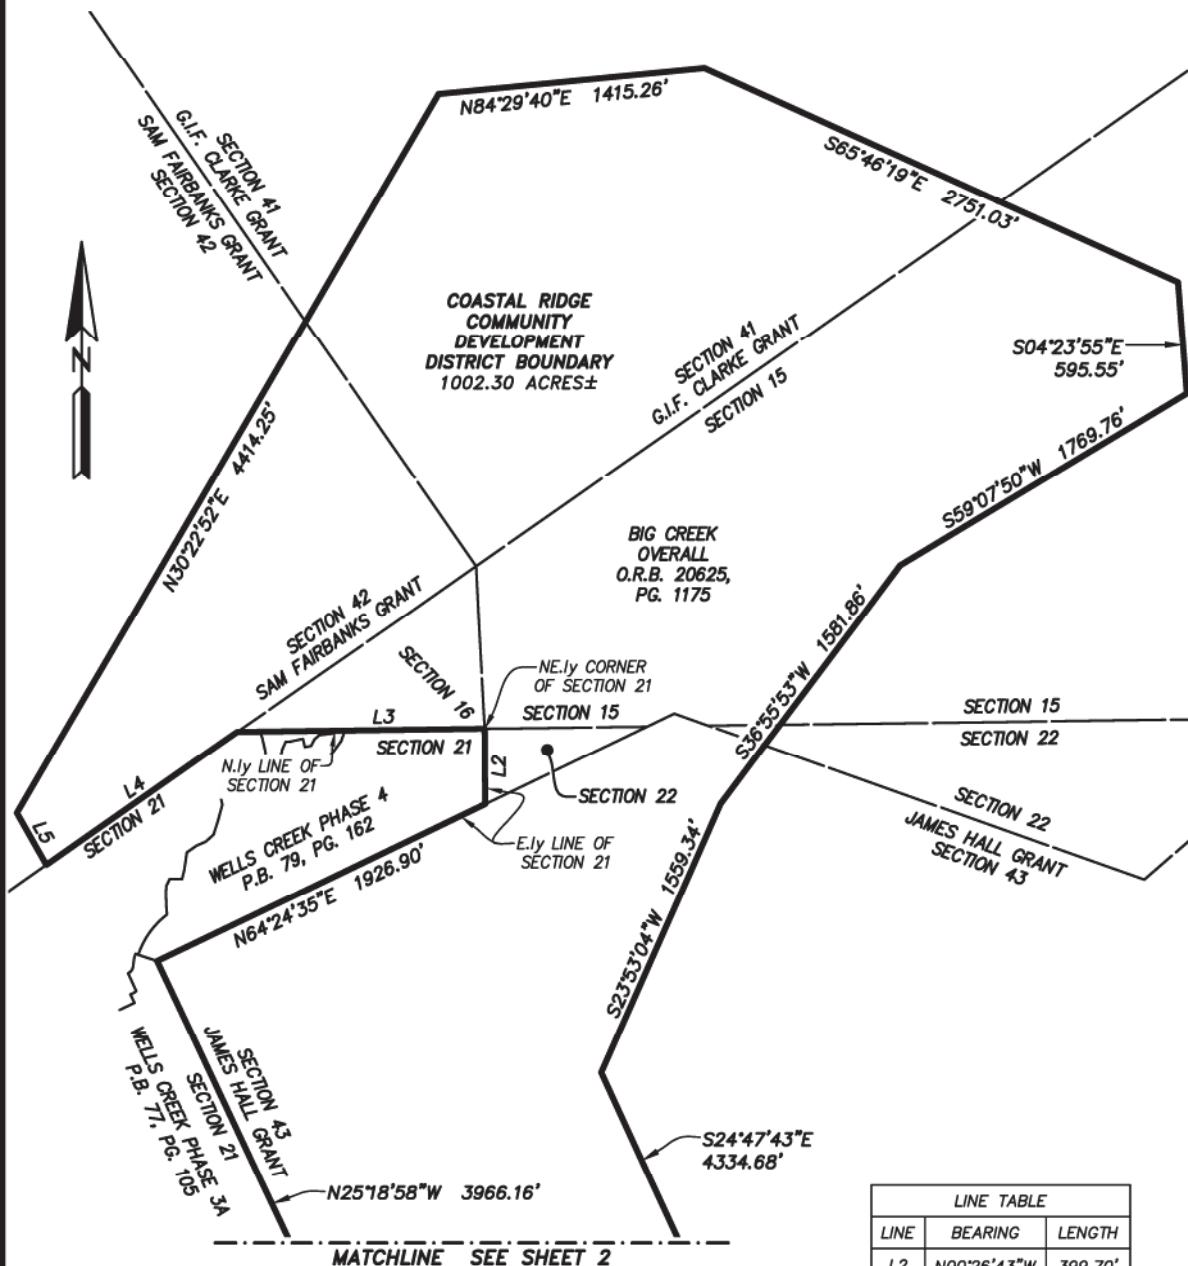 N84°29'40"E 1415.26'
S65°46'19"E 2751.03'
SECTION 41
G.I.F. CLARKE GRANT
SAM FAIRBANKS GRANT
SECTION 42
N
COASTAL RIDGE
COMMUNITY
DEVELOPMENT
DISTRICT BOUNDARY
1002.30 ACRES±
SECTION 41
G.I.F. CLARKE GRANT
SECTION 15
S04°23'55"E
595.55'
N30°22'52"E 4414.25'
S59°07'50"W 1769.76'
BIG CREEK
OVERALL
O.R.B. 20625,
PG. 1175
SECTION 42
SAM FAIRBANKS GRANT
S36°55'53"W 1581.86'
SECTION 16
NE.ly CORNER
OF SECTION 21
L3
SECTION 15
SECTION 15
SECTION 21
SECTION 22
N.ly LINE OF
SECTION 21
L2
L4
SECTION 21
L5
SECTION 22
SECTION 22
JAMES HALL GRANT
SECTION 43
WELLS CREEK PHASE 4
P.B. 79, PG. 162
E.ly LINE OF
SECTION 21
N64°24'35"E 1926.90'
S23°53'04"W 1559.34'
SECTION 43
JAMES HALL GRANT
SECTION 21
WELLS CREEK PHASE 3A
P.B. 77, PG. 105
S24°47'43"E
4334.68'
N25°18'58"W 3966.16'
MATCHLINE SEE SHEET 2
LINE TABLE
LINE BEARING LENGTH
L2 N00°26'43"W 399.70'